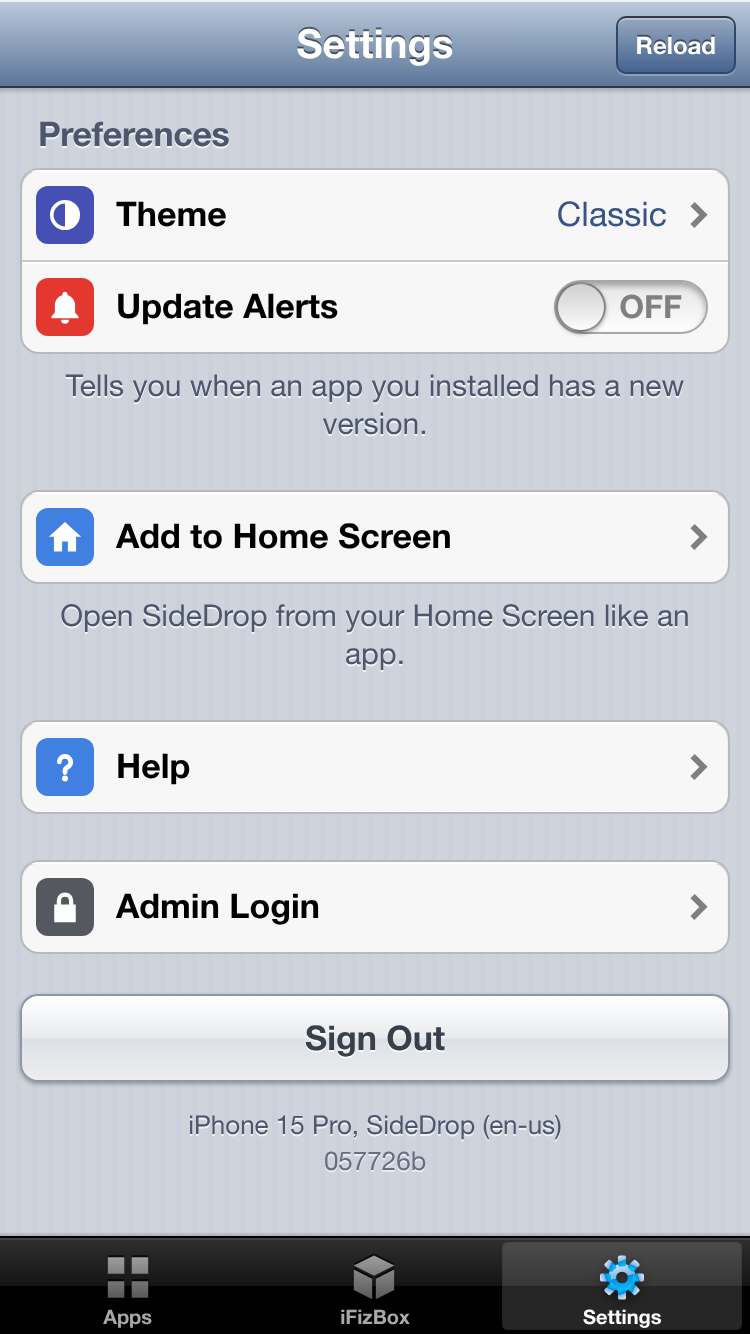 Settings
Reload
Preferences
Theme
Classic
Update Alerts
OFF
Tells you when an app you installed has a new
version.
Add to Home Screen
Open SideDrop from your Home Screen like an
app.
?
Help
Admin Login
Sign Out
iPhone 15 Pro, SideDrop (en-us)
057726b
Apps
iFizBox
Settings